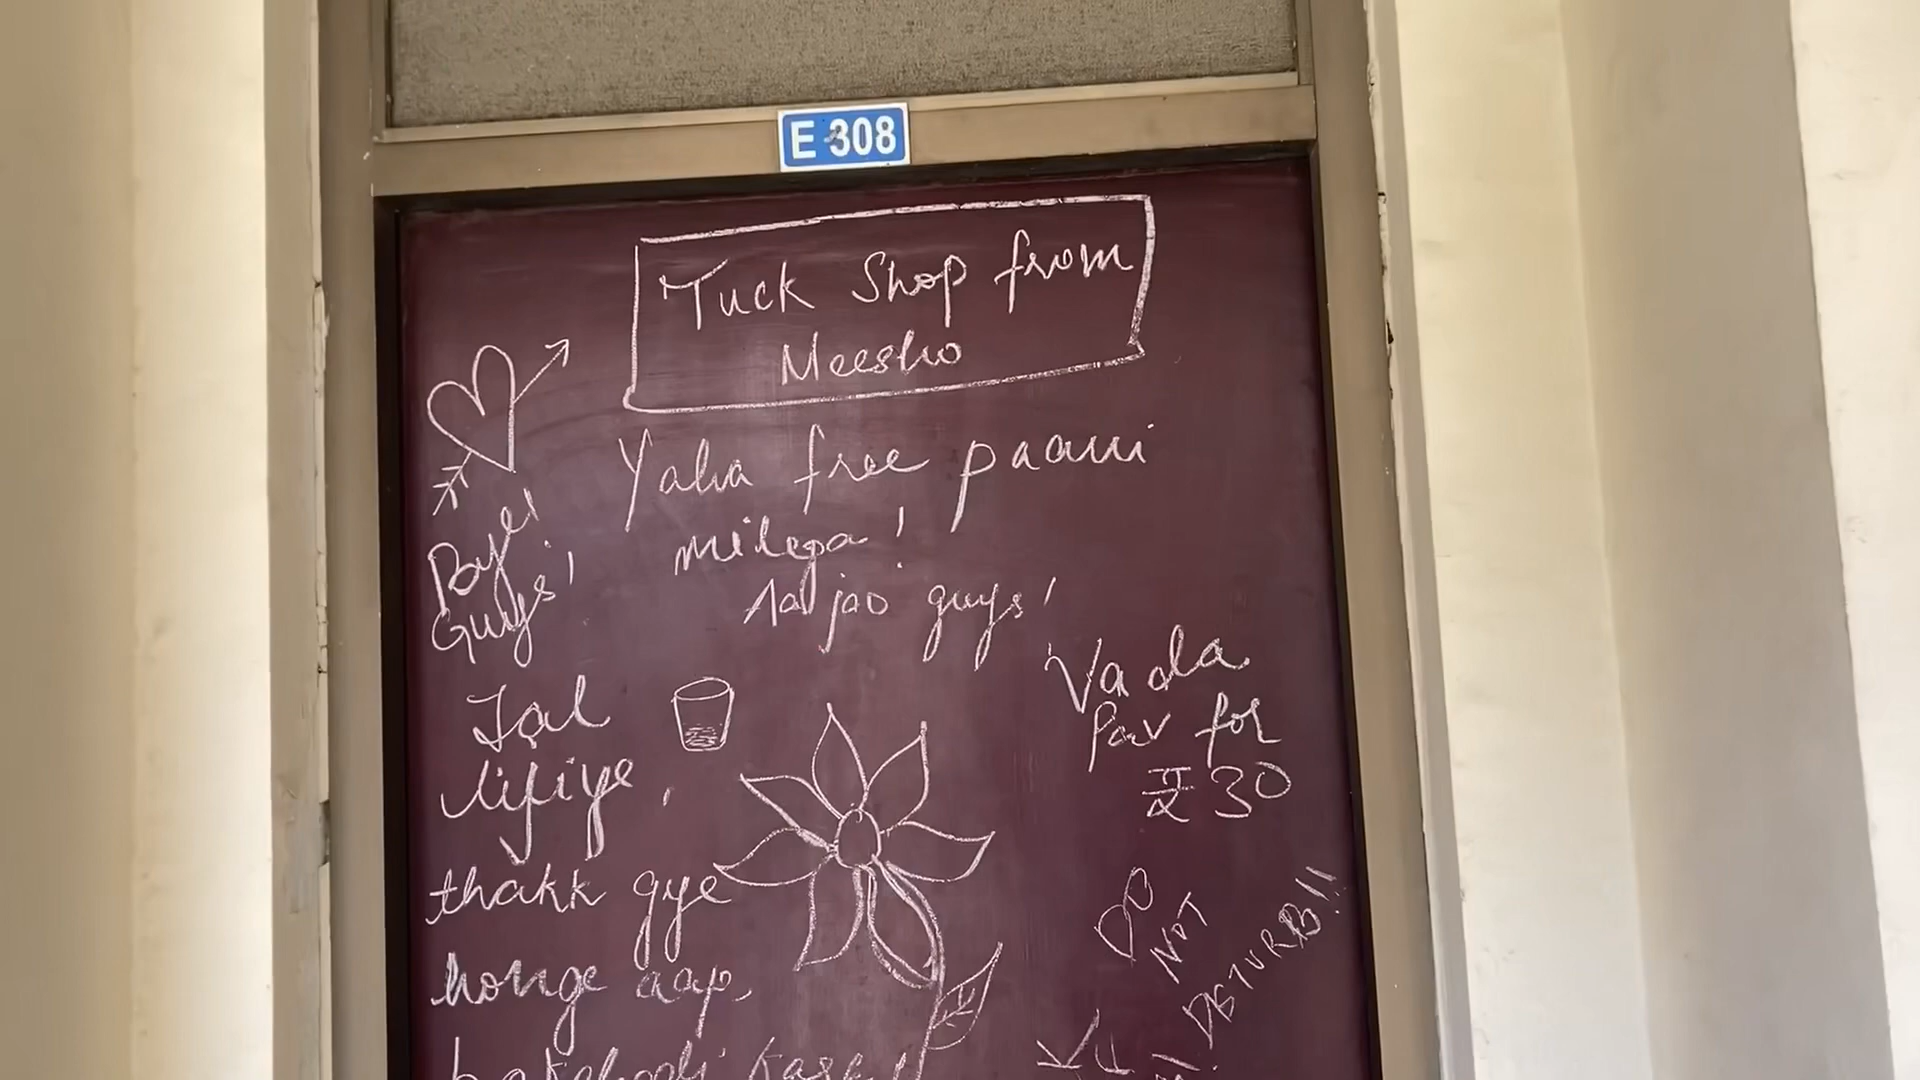 E 308
Tuck Shop from
Meesho
Yaha free paani
milega!
Aa jao guys!
Bye!
Guys!
Jal
lijiye,
thakk gye
honge aap,
Vada
Pav for
₹ 30
DO
NOT
DISTURB!!